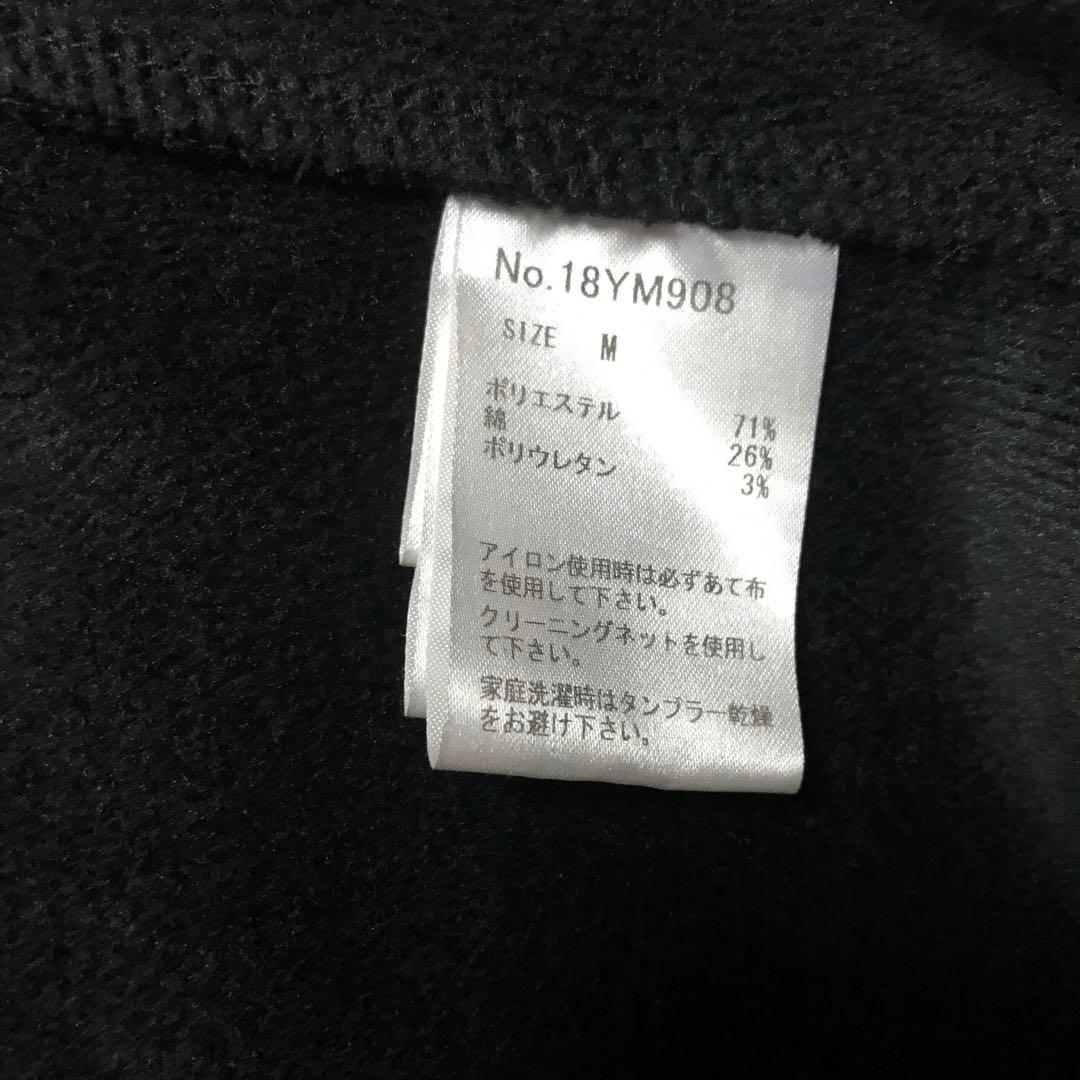 No.18YM908
SIZE M
ポリエステル 71%
綿 26%
ポリウレタン 3%
アイロン使用時は必ずあて布
を使用して下さい。
クリーニングネットを使用し
て下さい。
家庭洗濯時はタンブラー乾燥
をお避け下さい。